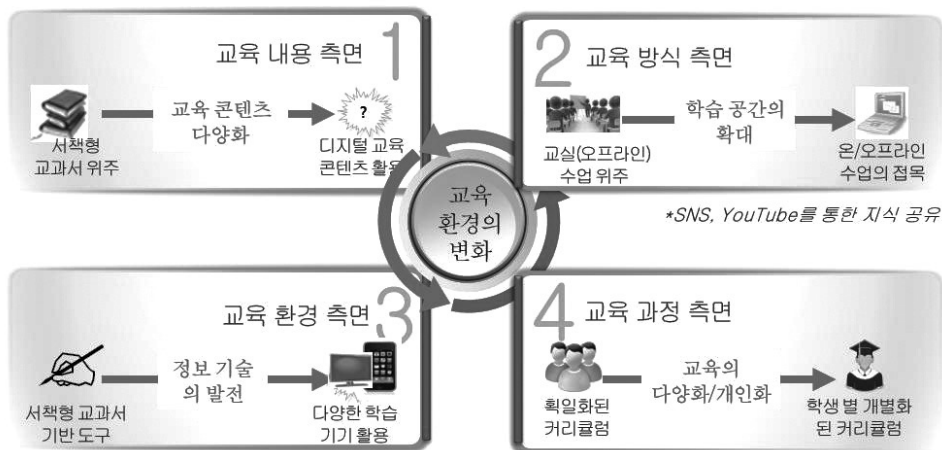 1
교육 내용 측면
서책형
교과서 위주
교육 콘텐츠
다양화
?
디지털 교육
콘텐츠 활용
2
교육 방식 측면
교실(오프라인)
수업 위주
학습 공간의
확대
온/오프라인
수업의 접목
*SNS, YouTube를 통한 지식 공유
교육
환경의
변화
3
교육 환경 측면
서책형 교과서
기반 도구
정보 기술
의 발전
다양한 학습
기기 활용
4
교육 과정 측면
획일화된
커리큘럼
교육의
다양화/개인화
학생 별 개별화
된 커리큘럼